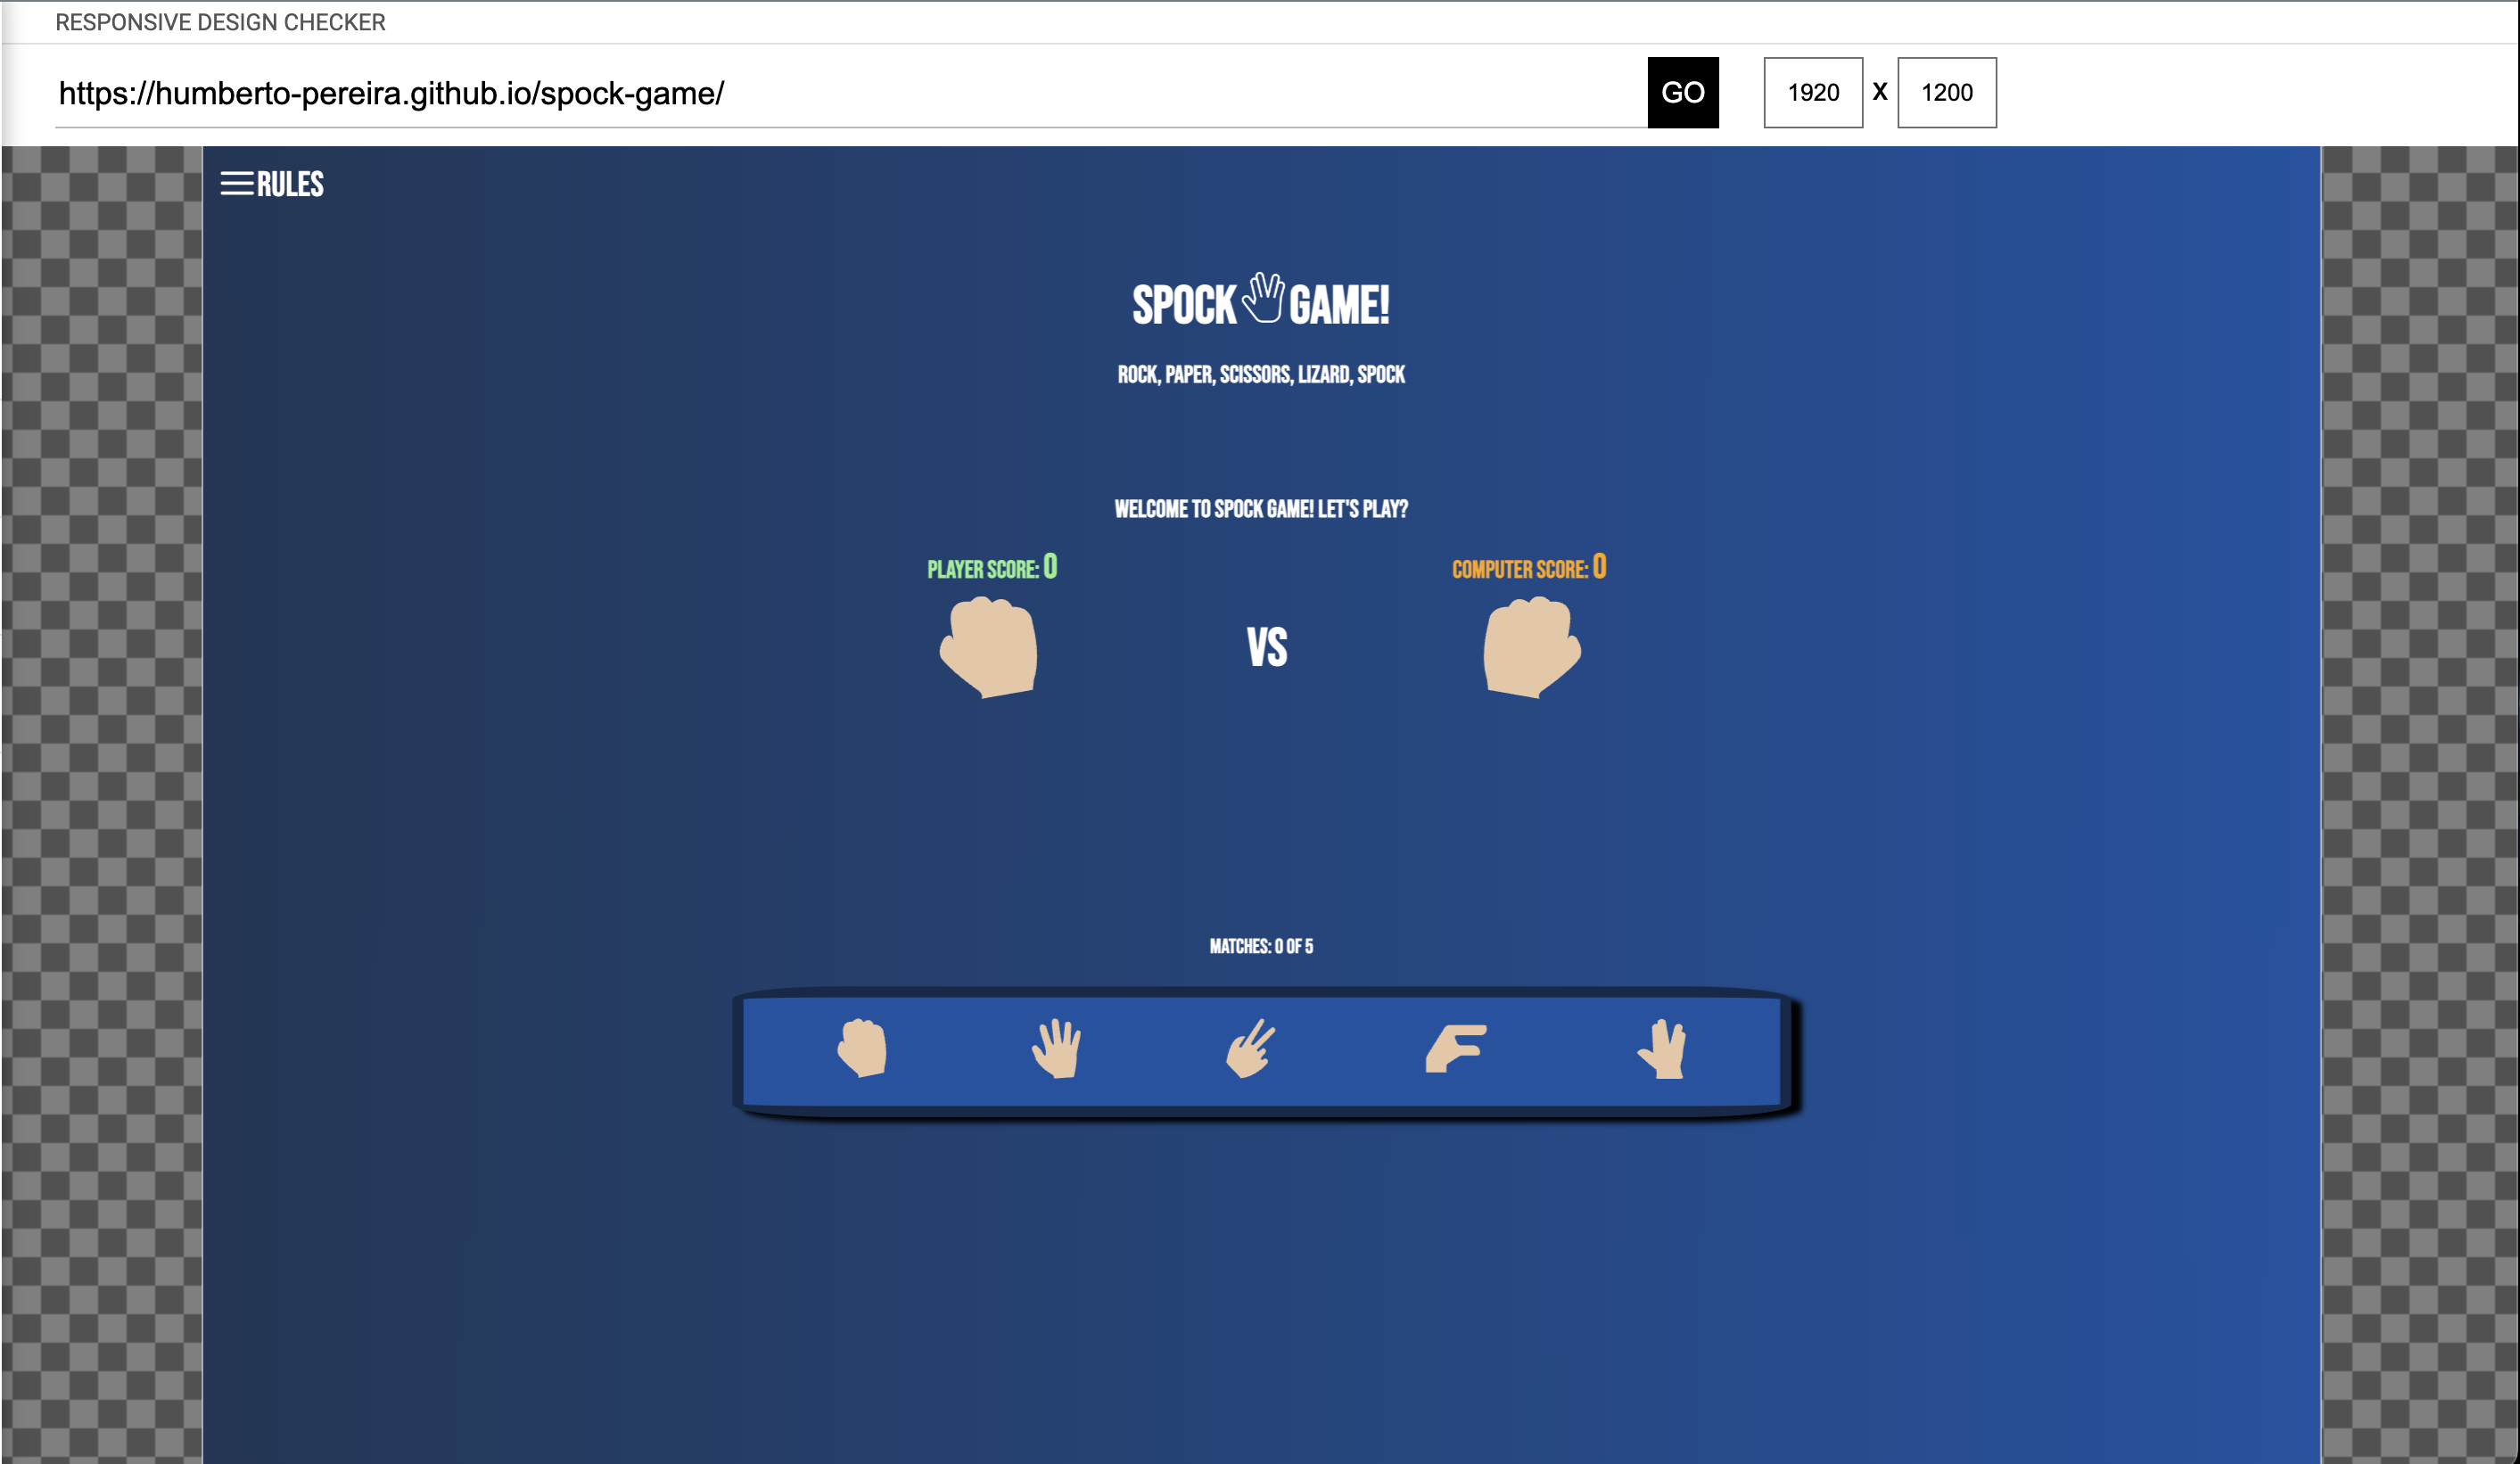 RESPONSIVE DESIGN CHECKER
https://humberto-pereira.github.io/spock-game/ GO 1920 X 1200
RULES
SPOCK GAME!
ROCK, PAPER, SCISSORS, LIZARD, SPOCK
WELCOME TO SPOCK GAME! LET'S PLAY?
PLAYER SCORE: 0 COMPUTER SCORE: 0
VS
MATCHES: 0 OF 5